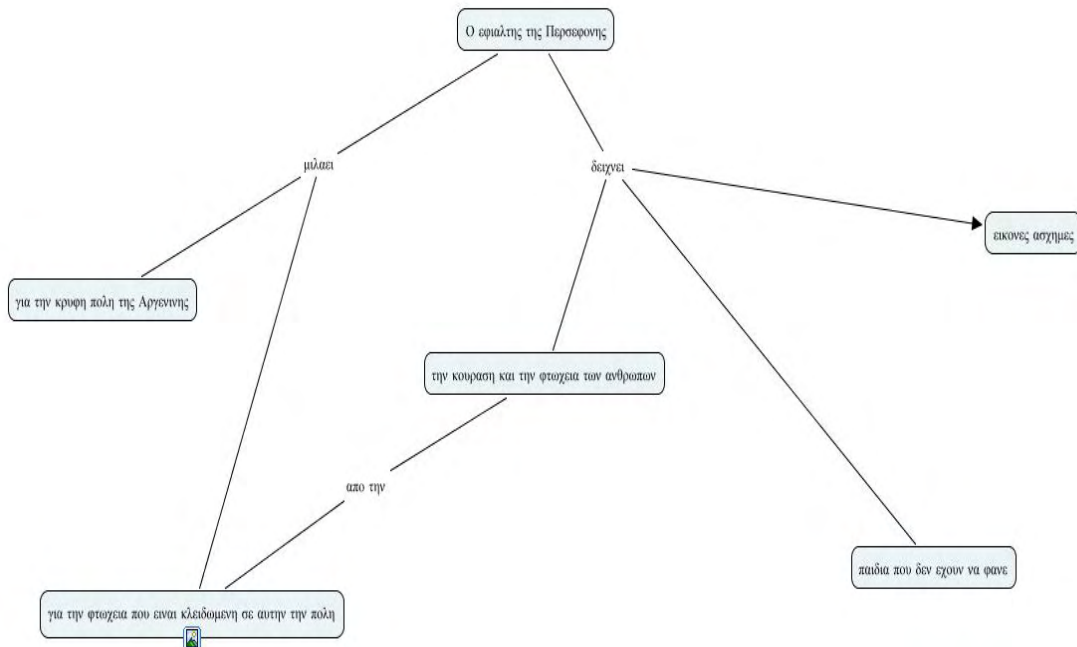 Ο εφιαλτης της Περσεφονης
μιλαει
δειχνει
εικονες ασχημες
για την κρυφη πολη της Αργενινης
την κουραση και την φτωχεια των ανθρωπων
απο την
παιδια που δεν εχουν να φανε
για την φτωχεια που ειναι κλειδωμενη σε αυτην την πολη